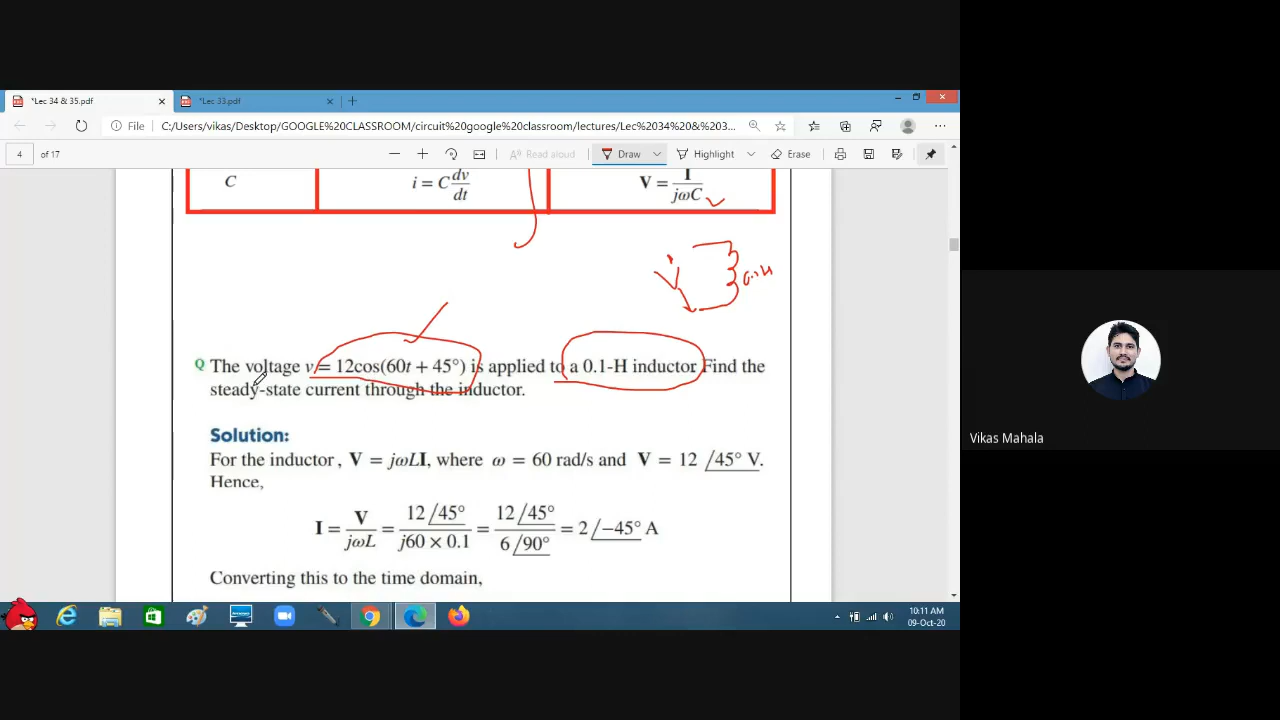 *Lec 34 & 35.pdf
*Lec 33.pdf
File
C:/Users/vikas/Desktop/GOOGLE%20CLASSROOM/circuit%20google%20classroom/lectures/Lec%2034%20&%203...
4 of 17
Read aloud
Draw
Highlight
Erase
C
i = C dv/dt
V = I/jωC
V
0.1H
Q The voltage v = 12cos(60t + 45°) is applied to a 0.1-H inductor Find the
steady-state current through the inductor.
Solution:
For the inductor, V = jωLI, where ω = 60 rad/s and V = 12 /45° V.
Hence,
I = V/jωL = 12 /45° / j60 × 0.1 = 12 /45° / 6 /90° = 2 /−45° A
Converting this to the time domain,
Vikas Mahala
10:11 AM
09-Oct-20